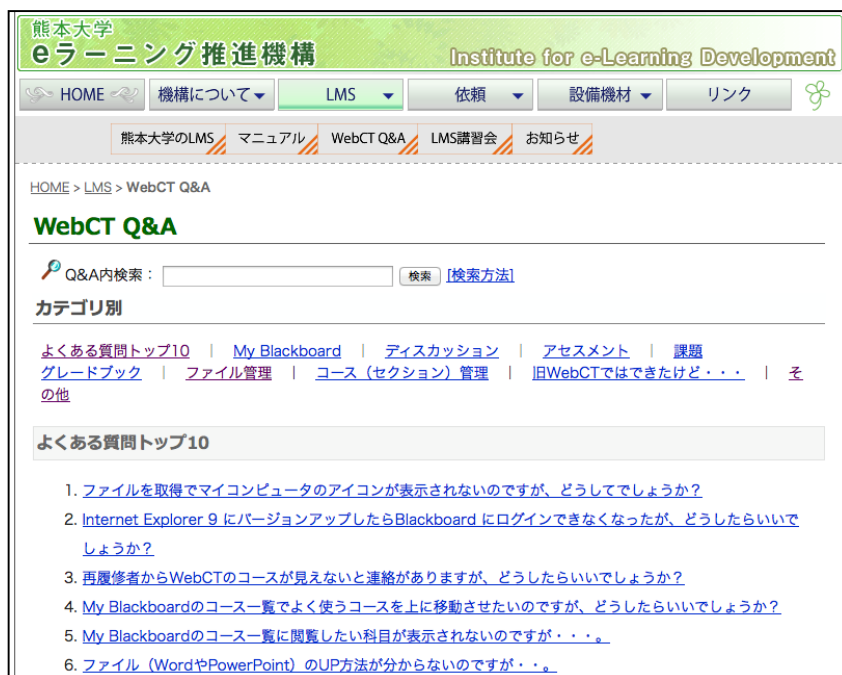 熊本大学
eラーニング推進機構
Institute for e-Learning Development
HOME 機構について▼ LMS ▼ 依頼 ▼ 設備機材 ▼ リンク
熊本大学のLMS マニュアル WebCT Q&A LMS講習会 お知らせ
HOME > LMS > WebCT Q&A
WebCT Q&A
Q&A内検索： 検索 [検索方法]
カテゴリ別
よくある質問トップ10 | My Blackboard | ディスカッション | アセスメント | 課題
グレードブック | ファイル管理 | コース（セクション）管理 | 旧WebCTではできたけど・・・ | そ
の他
よくある質問トップ10
1. ファイルを取得でマイコンピュータのアイコンが表示されないのですが、どうしてでしょうか？
2. Internet Explorer 9 にバージョンアップしたらBlackboard にログインできなくなったが、どうしたらいいで
しょうか？
3. 再履修者からWebCTのコースが見えないと連絡がありますが、どうしたらいいでしょうか？
4. My Blackboardのコース一覧でよく使うコースを上に移動させたいのですが、どうしたらいいでしょうか？
5. My Blackboardのコース一覧に閲覧したい科目が表示されないのですが・・・。
6. ファイル（WordやPowerPoint）のUP方法が分からないのですが・・。